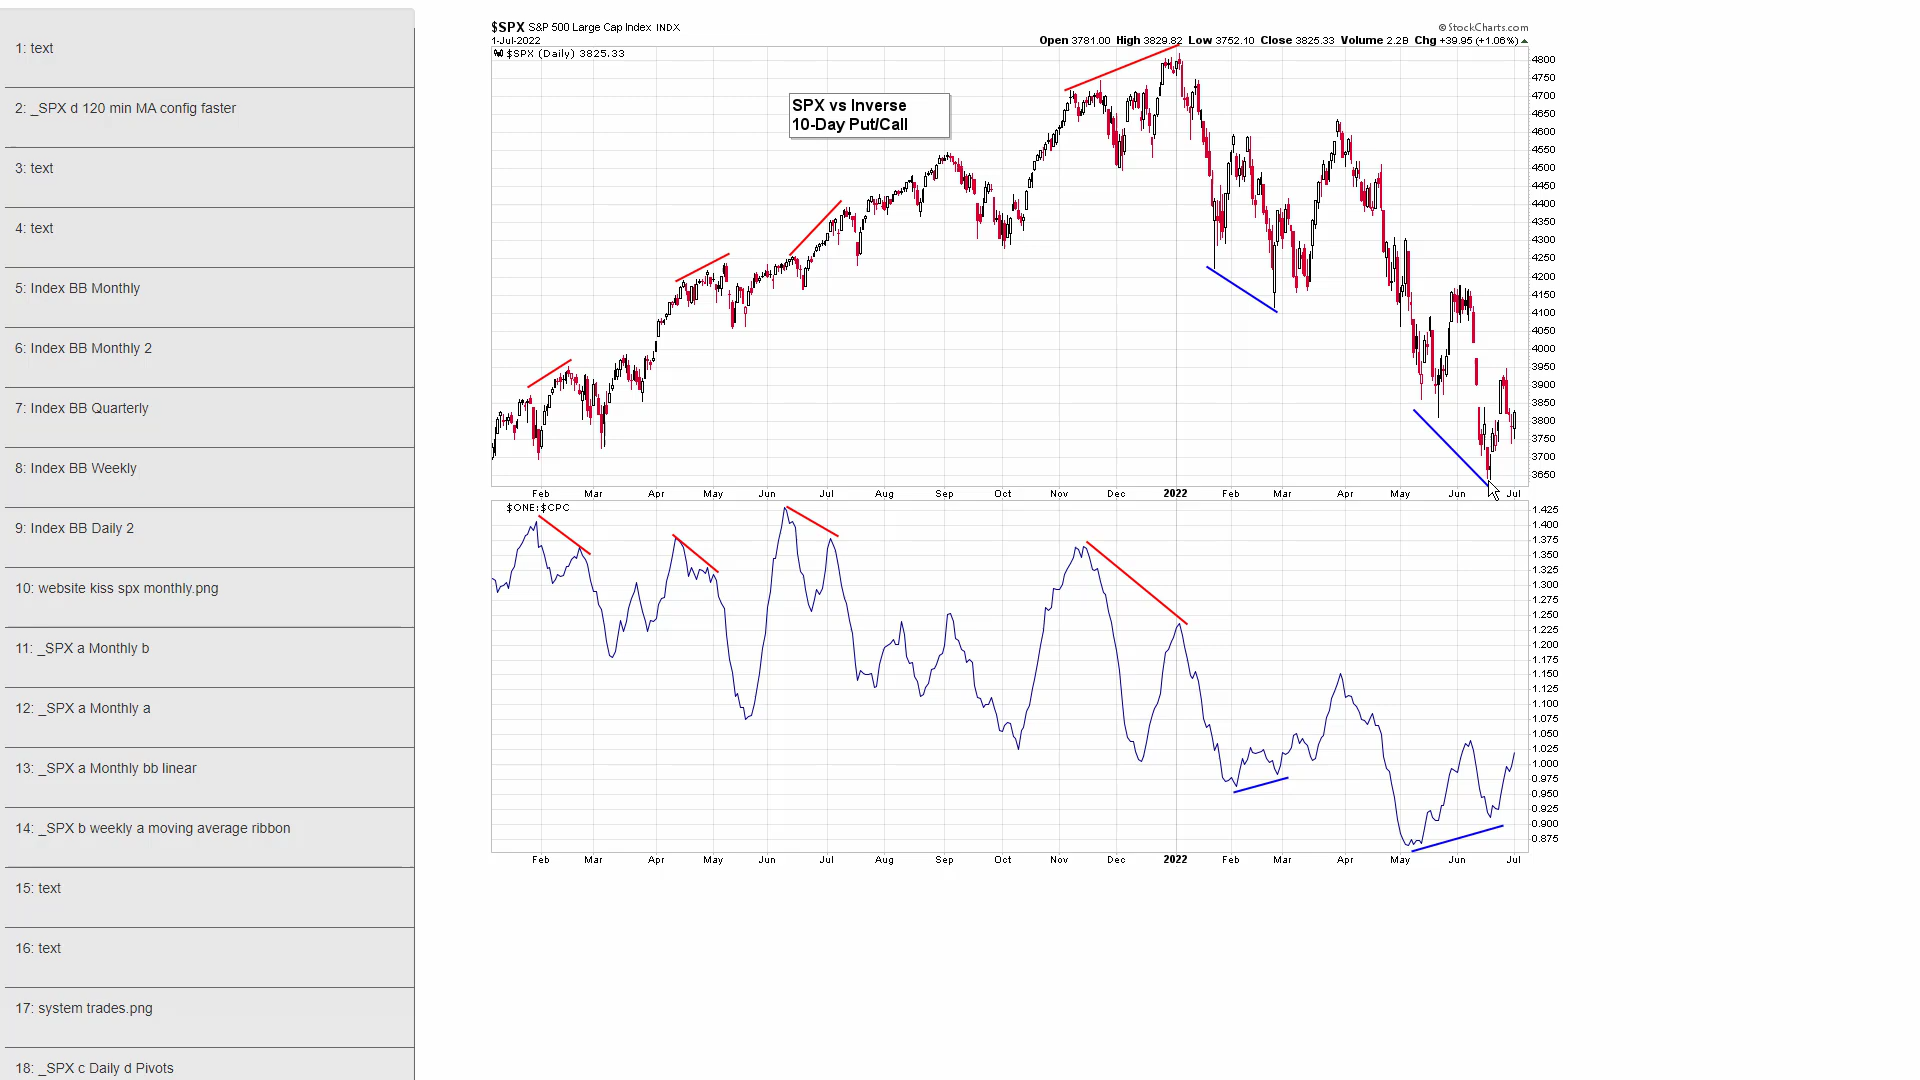 1: text
2: _SPX d 120 min MA config faster
3: text
4: text
5: Index BB Monthly
6: Index BB Monthly 2
7: Index BB Quarterly
8: Index BB Weekly
9: Index BB Daily 2
10: website kiss spx monthly.png
11: _SPX a Monthly b
12: _SPX a Monthly a
13: _SPX a Monthly bb linear
14: _SPX b weekly a moving average ribbon
15: text
16: text
17: system trades.png
18: _SPX c Daily d Pivots
$SPX S&P 500 Large Cap Index INDX
© StockCharts.com
1-Jul-2022
Open 3781.00 High 3829.82 Low 3752.10 Close 3825.33 Volume 2.2B Chg +39.95 (+1.06%)
$SPX (Daily) 3825.33
SPX vs Inverse
10-Day Put/Call
4800
4750
4700
4650
4600
4550
4500
4450
4400
4350
4300
4250
4200
4150
4100
4050
4000
3950
3900
3850
3800
3750
3700
3650
Feb Mar Apr May Jun Jul Aug Sep Oct Nov Dec 2022 Feb Mar Apr May Jun Jul
$ONE:$CPC
1.425
1.400
1.375
1.350
1.325
1.300
1.275
1.250
1.225
1.200
1.175
1.150
1.125
1.100
1.075
1.050
1.025
1.000
0.975
0.950
0.925
0.900
0.875
Feb Mar Apr May Jun Jul Aug Sep Oct Nov Dec 2022 Feb Mar Apr May Jun Jul